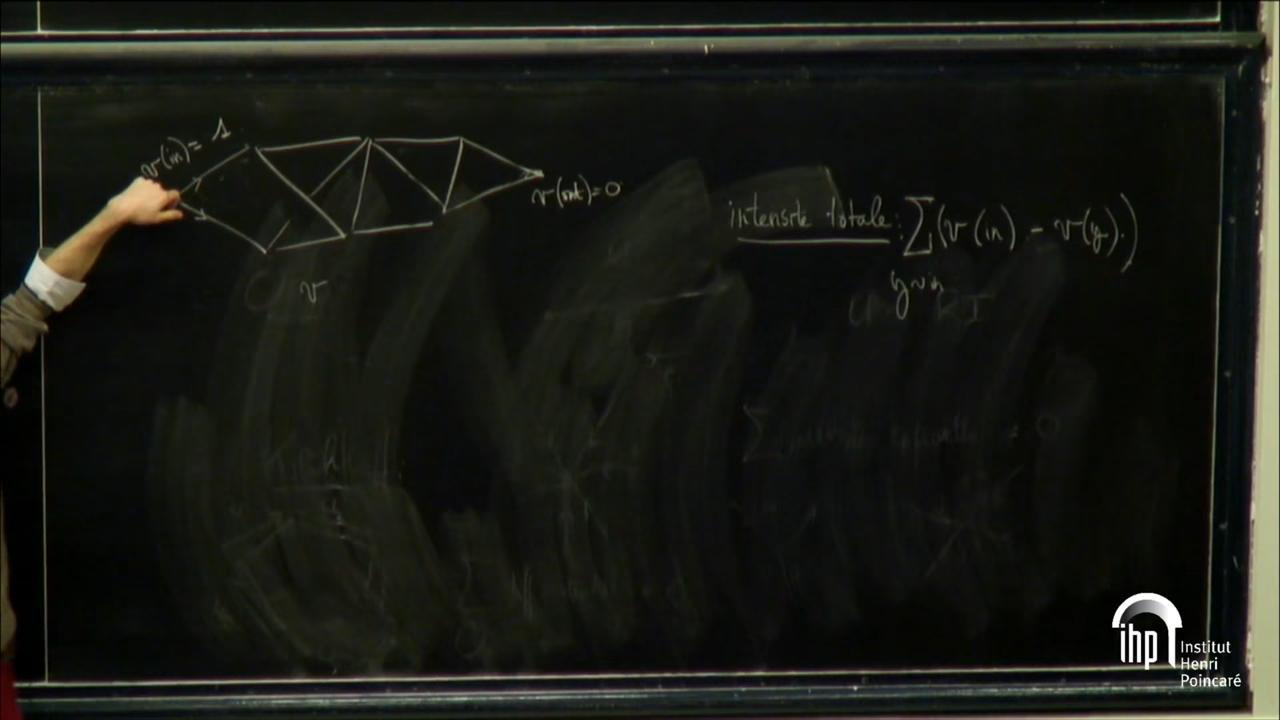 v(in) = 1
v(out)=0
v
intensité totale: ∑ (v(in) - v(y))
y~in
ihp
Institut
Henri
Poincaré